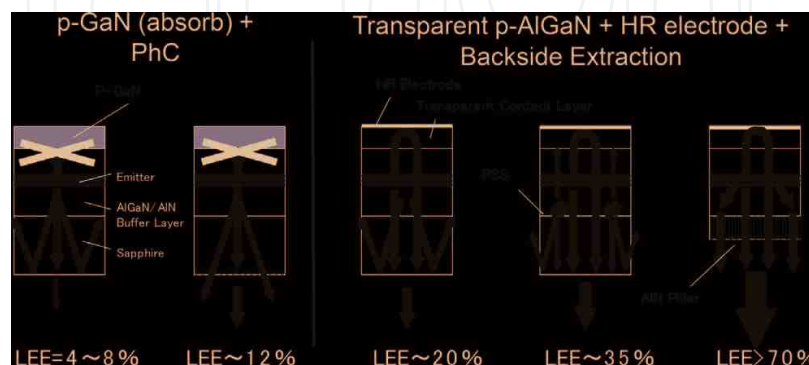 p-GaN (absorb) +
PhC
Transparent p-AlGaN + HR electrode +
Backside Extraction
P-GaN
HR Electrode
Transparent Contact Layer
Emitter
AlGaN/AlN
Buffer Layer
Sapphire
rPSS
AlN Pillar
LEE=4～8%
LEE～12%
LEE～20%
LEE～35%
LEE>70%